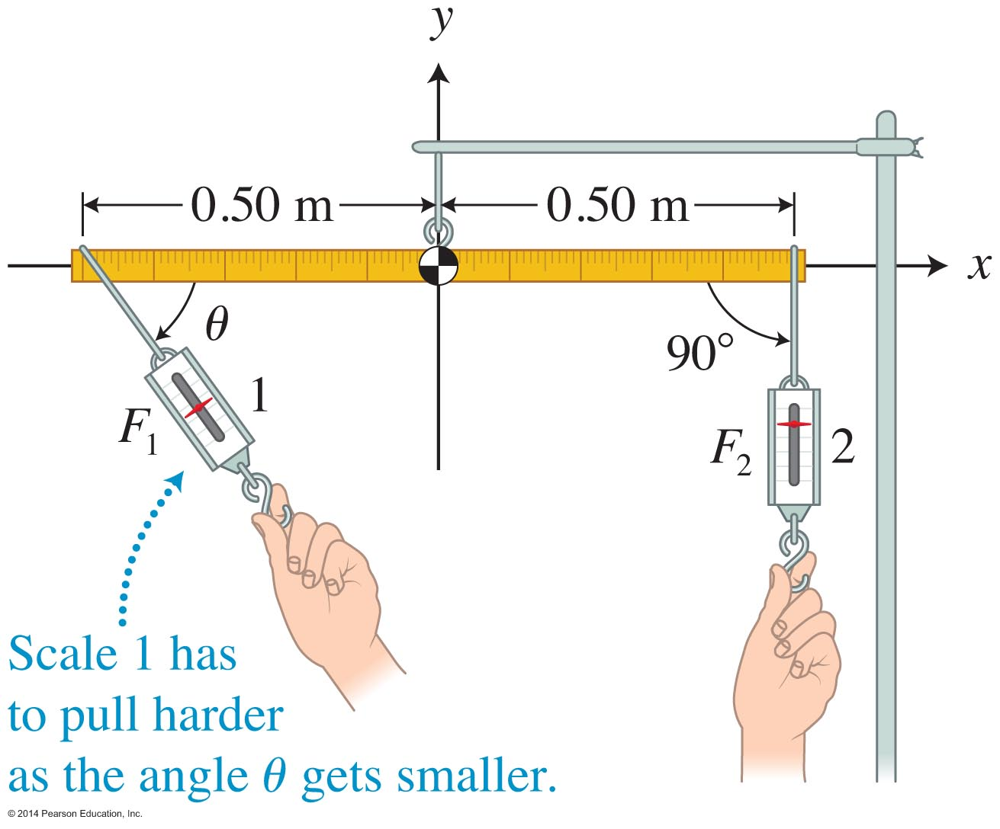 y
0.50 m 0.50 m
x
θ
90°
1
F₁
F₂ 2
Scale 1 has
to pull harder
as the angle θ gets smaller.
© 2014 Pearson Education, Inc.